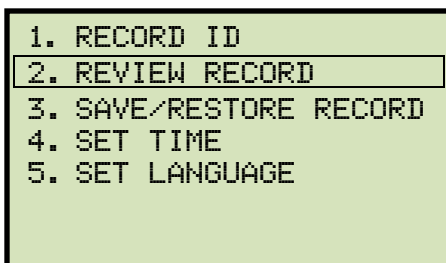 1. RECORD ID
2. REVIEW RECORD
3. SAVE/RESTORE RECORD
4. SET TIME
5. SET LANGUAGE